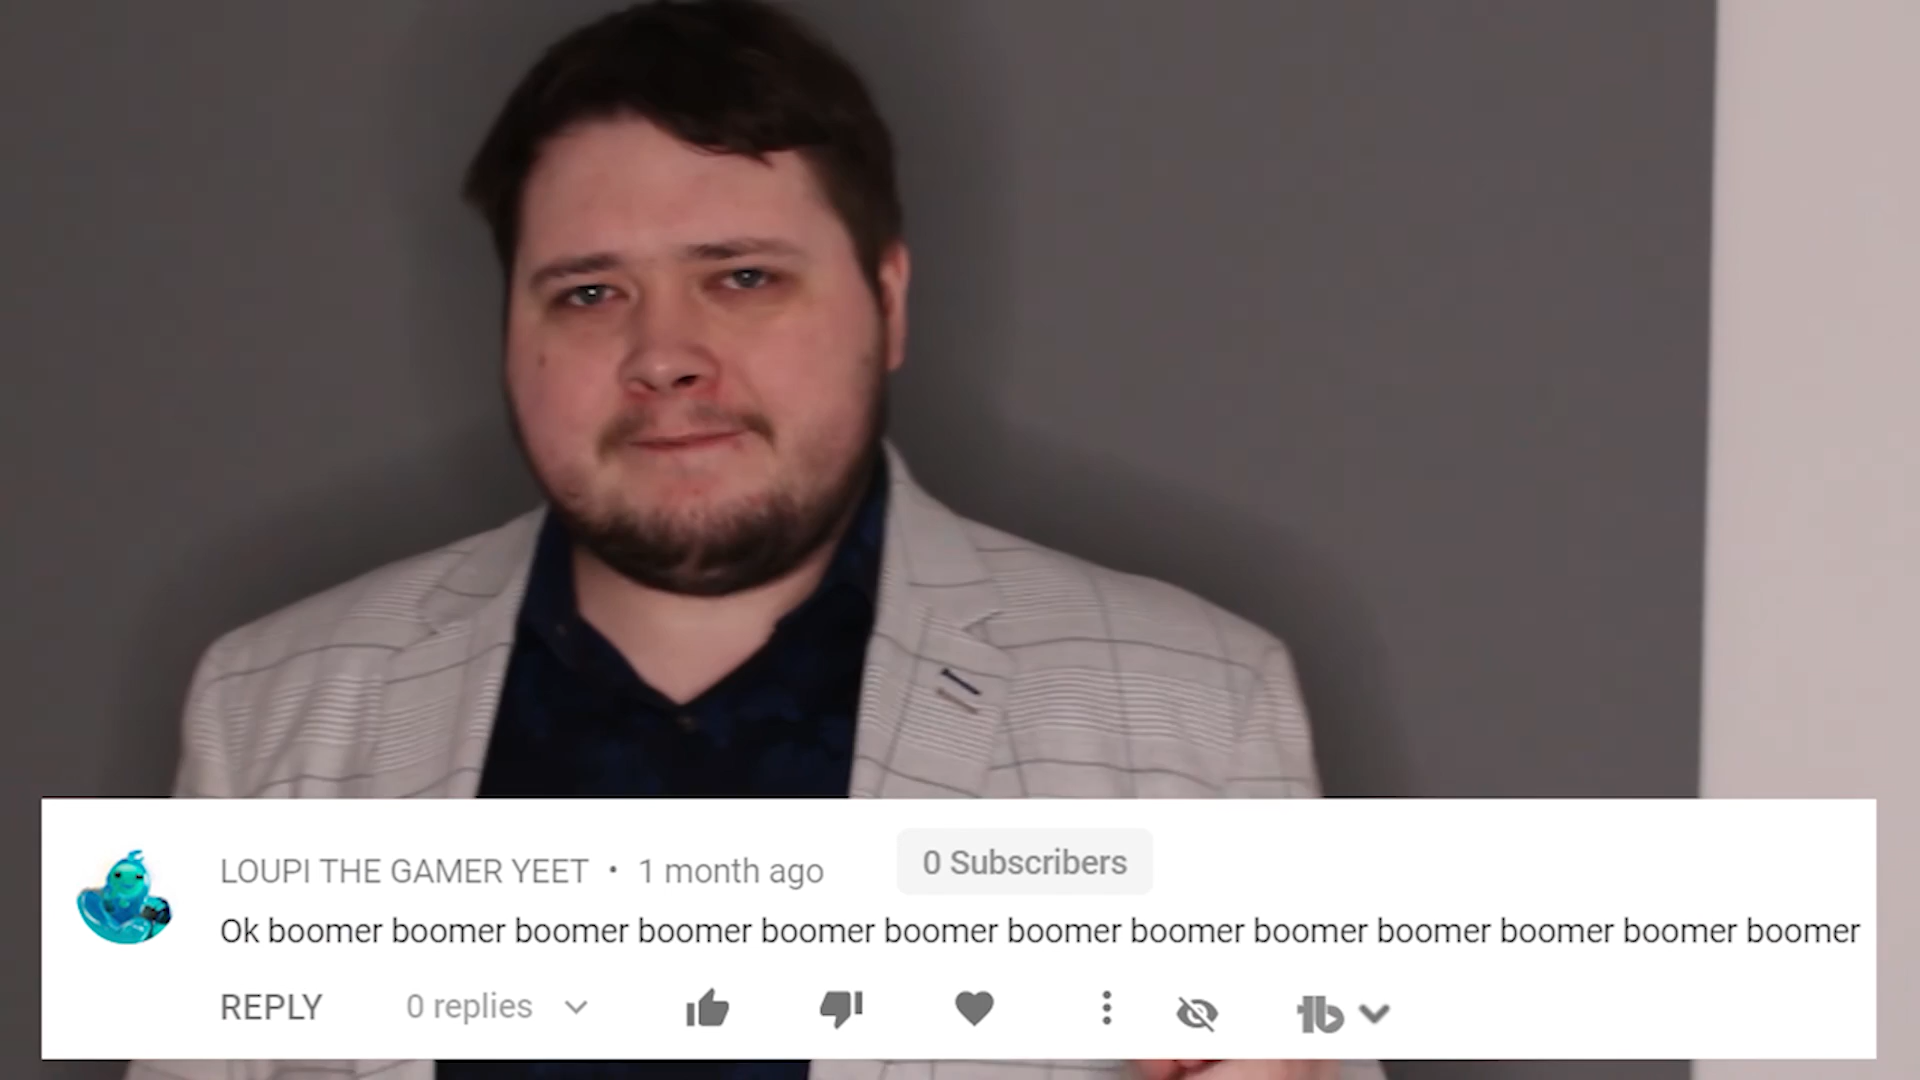 LOUPI THE GAMER YEET • 1 month ago 0 Subscribers
Ok boomer boomer boomer boomer boomer boomer boomer boomer boomer boomer boomer boomer boomer
REPLY 0 replies
tb